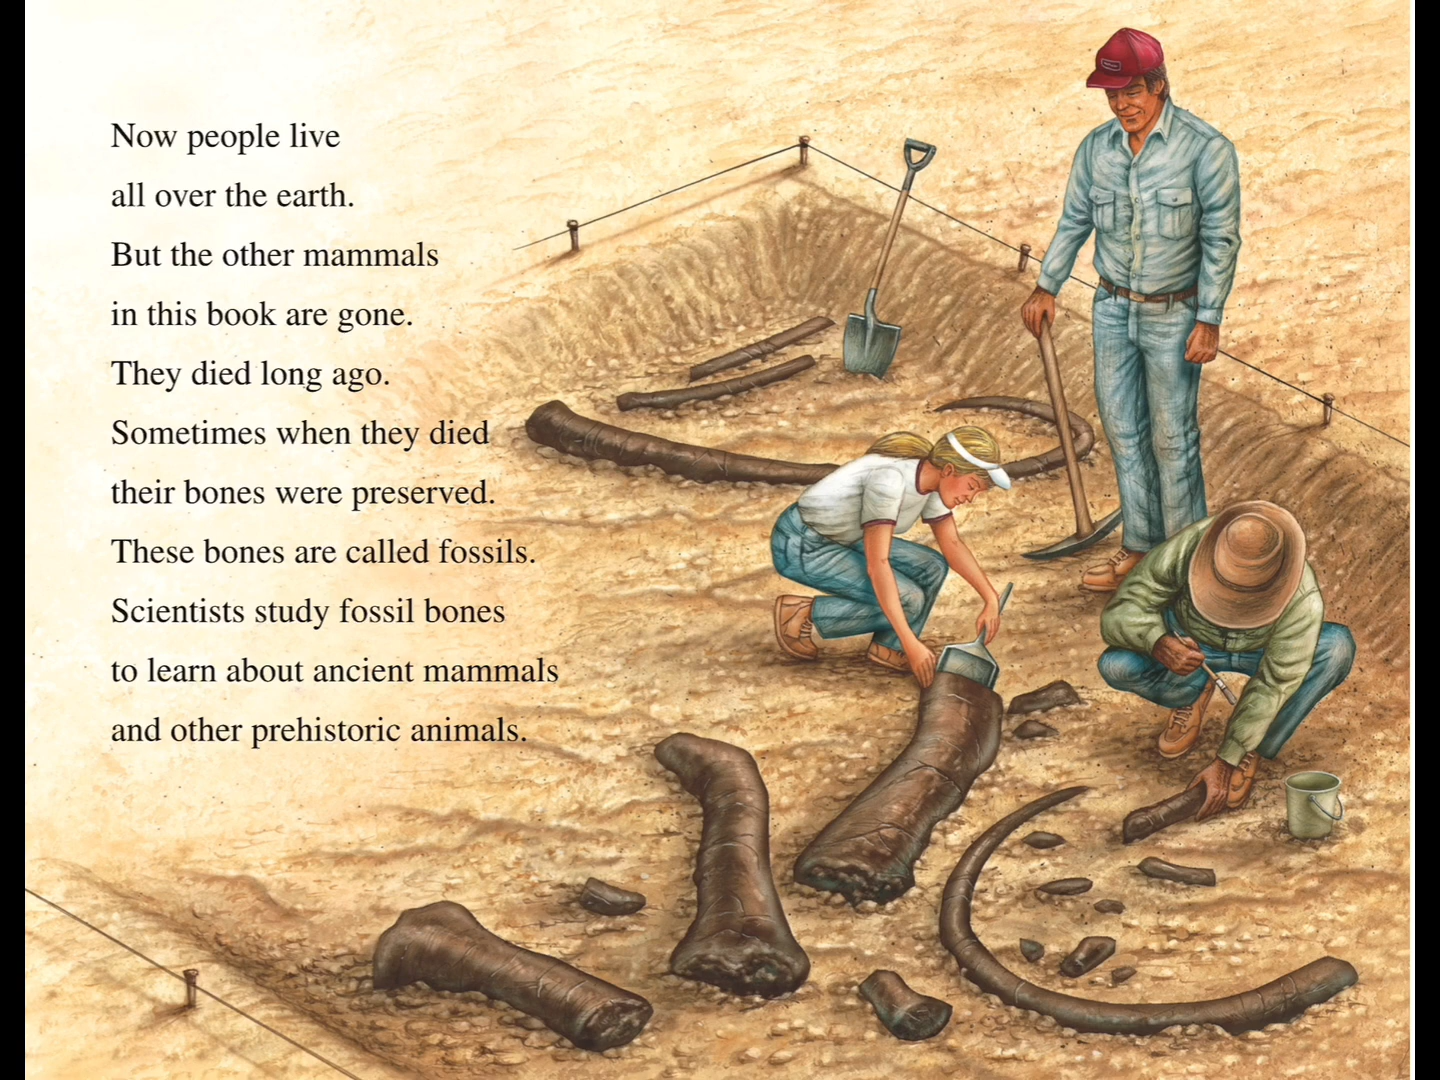 Now people live
all over the earth.
But the other mammals
in this book are gone.
They died long ago.
Sometimes when they died
their bones were preserved.
These bones are called fossils.
Scientists study fossil bones
to learn about ancient mammals
and other prehistoric animals.